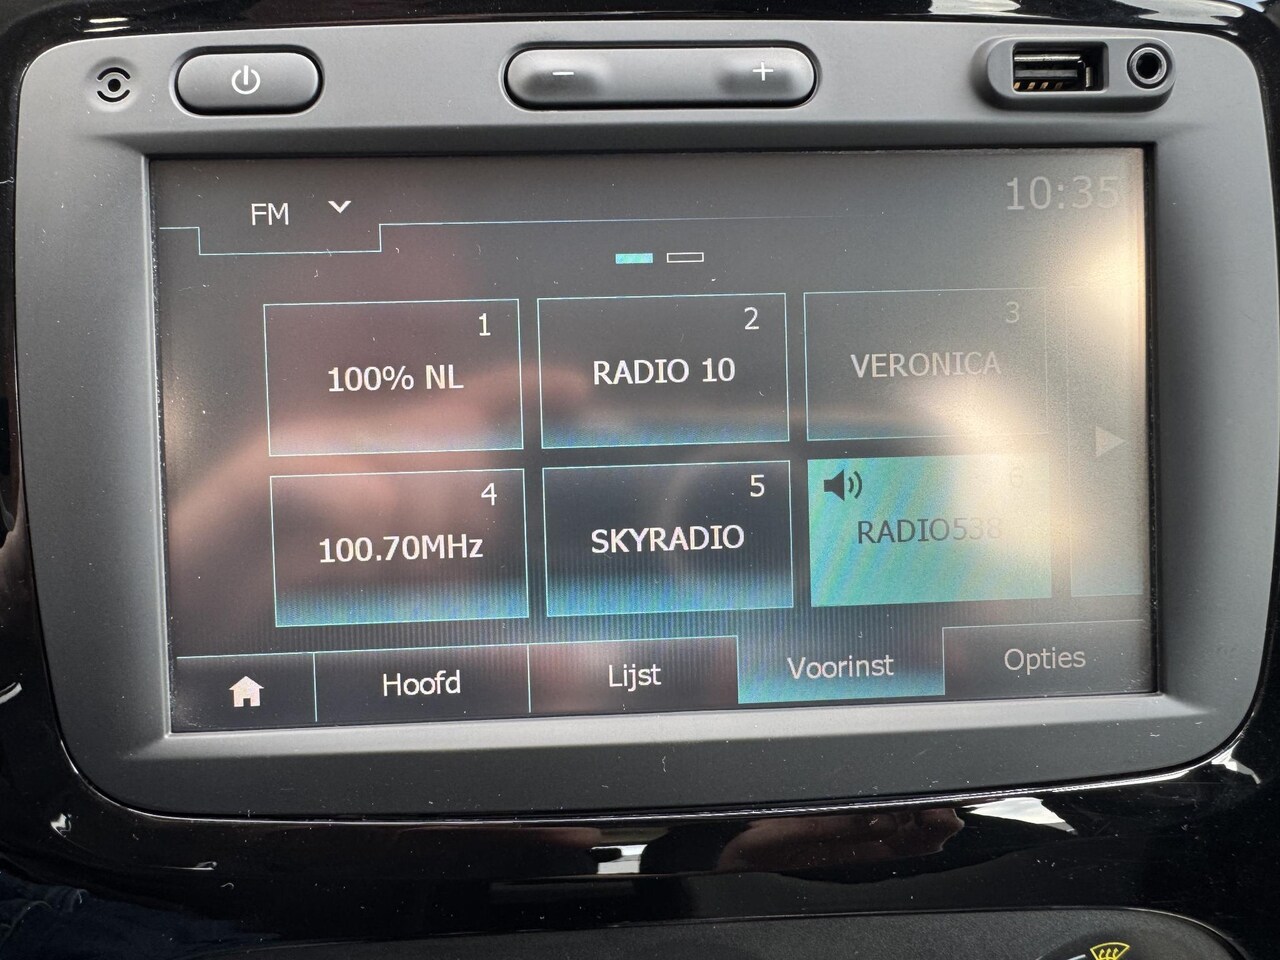 FM
10:35
1
100% NL
2
RADIO 10
3
VERONICA
4
100.70MHz
5
SKYRADIO
6
RADIO538
Hoofd
Lijst
Voorinst
Opties